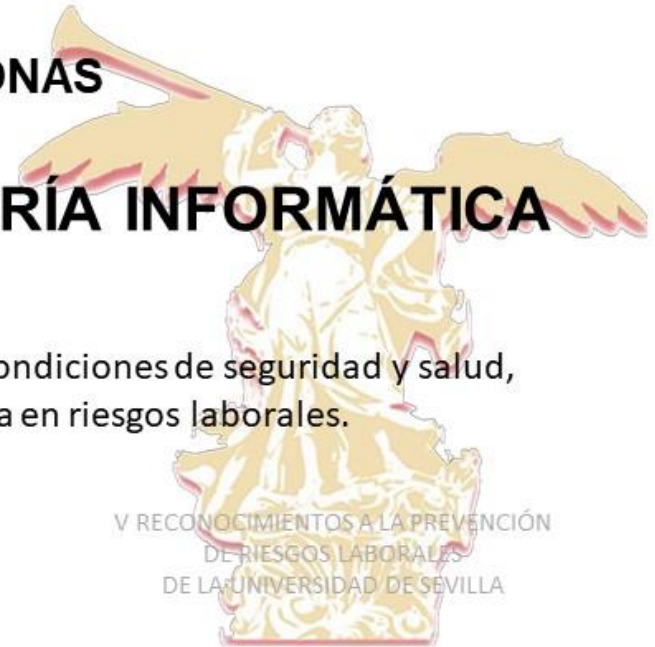 ONAS
RÍA INFORMÁTICA
ondiciones de seguridad y salud,
a en riesgos laborales.
V RECONOCIMIENTOS A LA PREVENCIÓN
DE RIESGOS LABORALES
DE LA UNIVERSIDAD DE SEVILLA